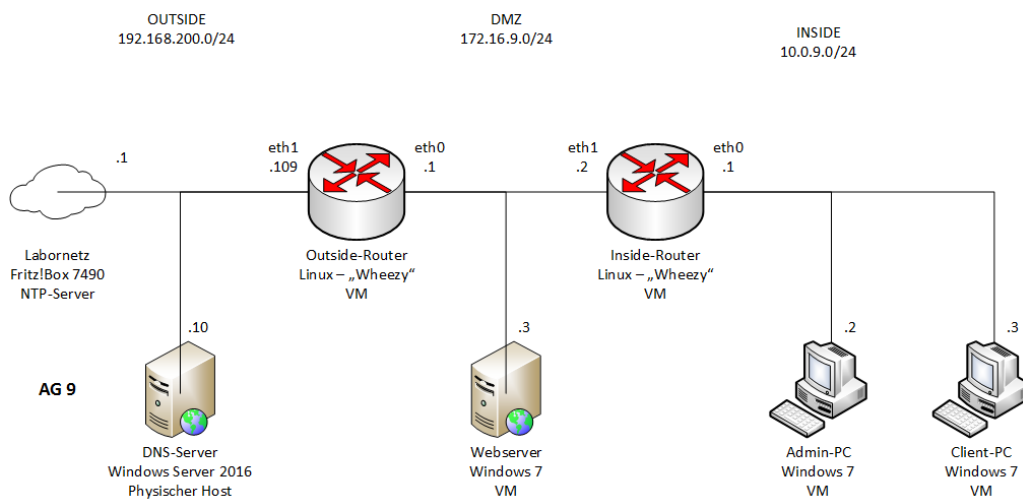 OUTSIDE
192.168.200.0/24
DMZ
172.16.9.0/24
INSIDE
10.0.9.0/24
.1
eth1
.109
eth0
.1
eth1
.2
eth0
.1
Labornetz
Fritz!Box 7490
NTP-Server
Outside-Router
Linux – „Wheezy“
VM
Inside-Router
Linux – „Wheezy“
VM
.10
.3
.2
.3
AG 9
DNS-Server
Windows Server 2016
Physischer Host
Webserver
Windows 7
VM
Admin-PC
Windows 7
VM
Client-PC
Windows 7
VM